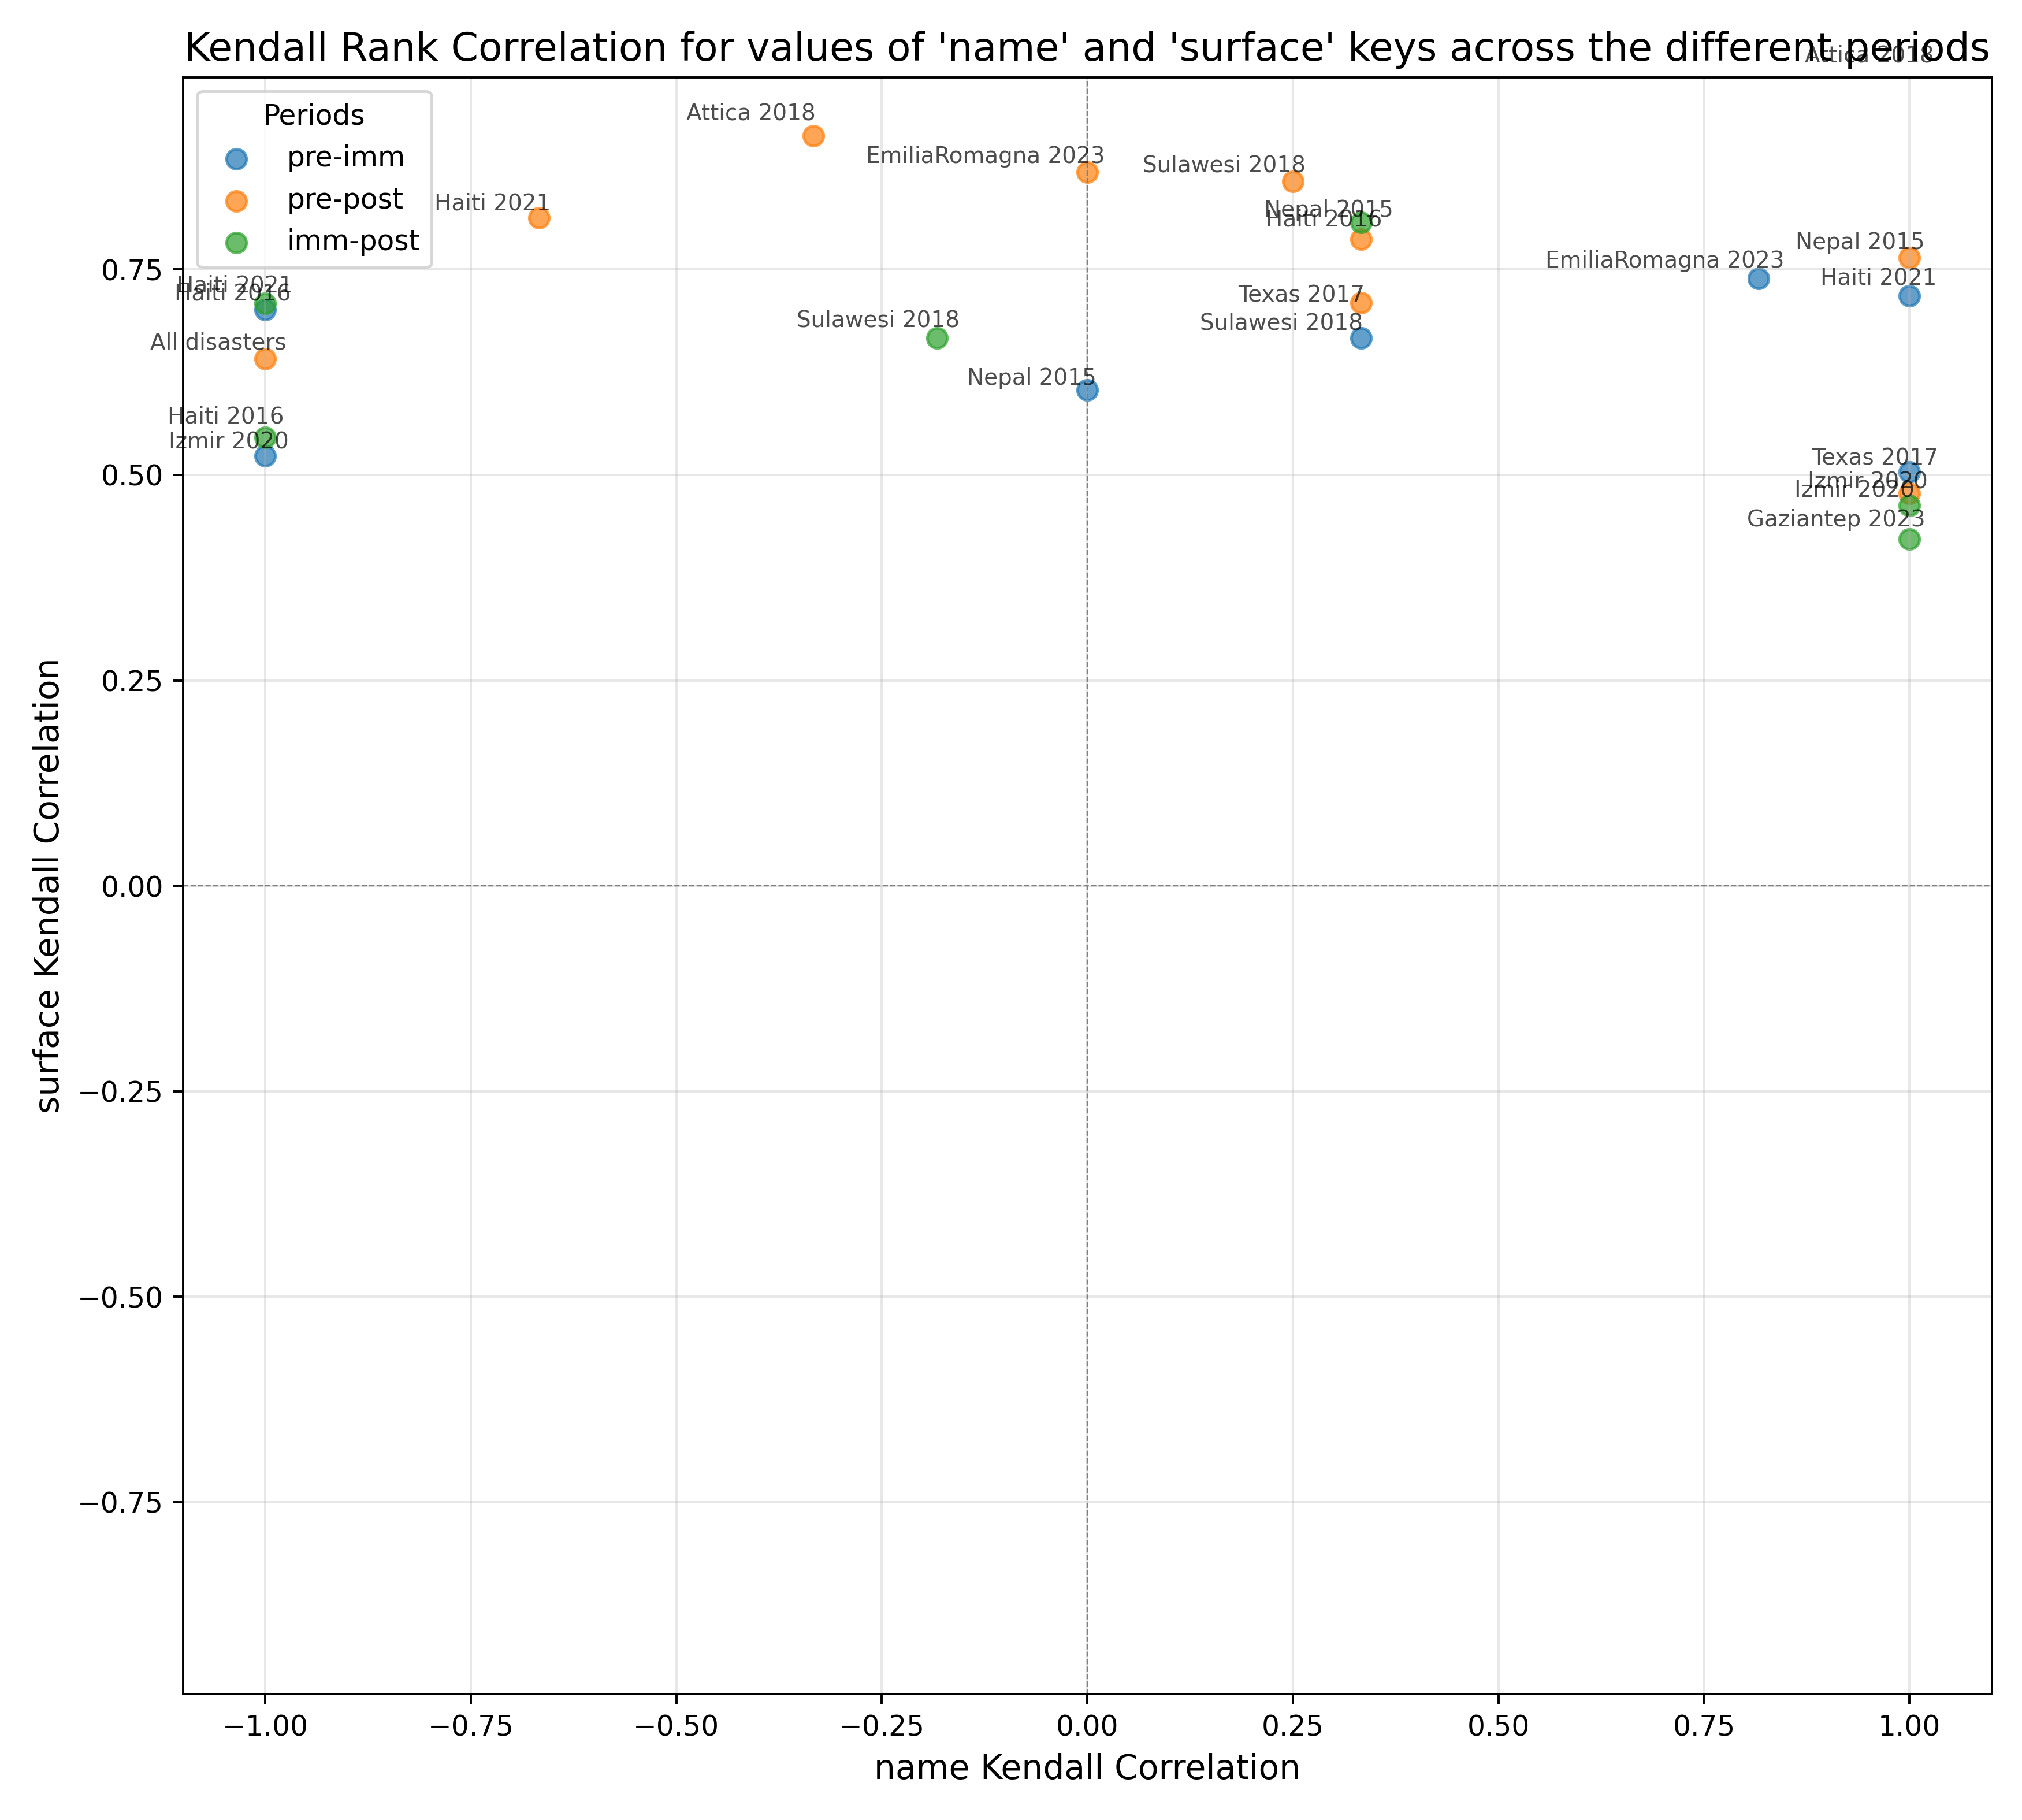 Kendall Rank Correlation for values of 'name' and 'surface' keys across the different periods
Attica 2018
Periods
pre-imm
pre-post
imm-post
Attica 2018
EmiliaRomagna 2023
Sulawesi 2018
Haiti 2021
Nepal 2015
Haiti 2016
Nepal 2015
EmiliaRomagna 2023
Haiti 2021
Haiti 2021
Haiti 2016
Texas 2017
Sulawesi 2018
Sulawesi 2018
All disasters
Nepal 2015
Haiti 2016
Izmir 2020
Texas 2017
Izmir 2020
Izmir 2020
Gaziantep 2023
0.75
0.50
0.25
0.00
−0.25
−0.50
−0.75
surface Kendall Correlation
−1.00
−0.75
−0.50
−0.25
0.00
0.25
0.50
0.75
1.00
name Kendall Correlation